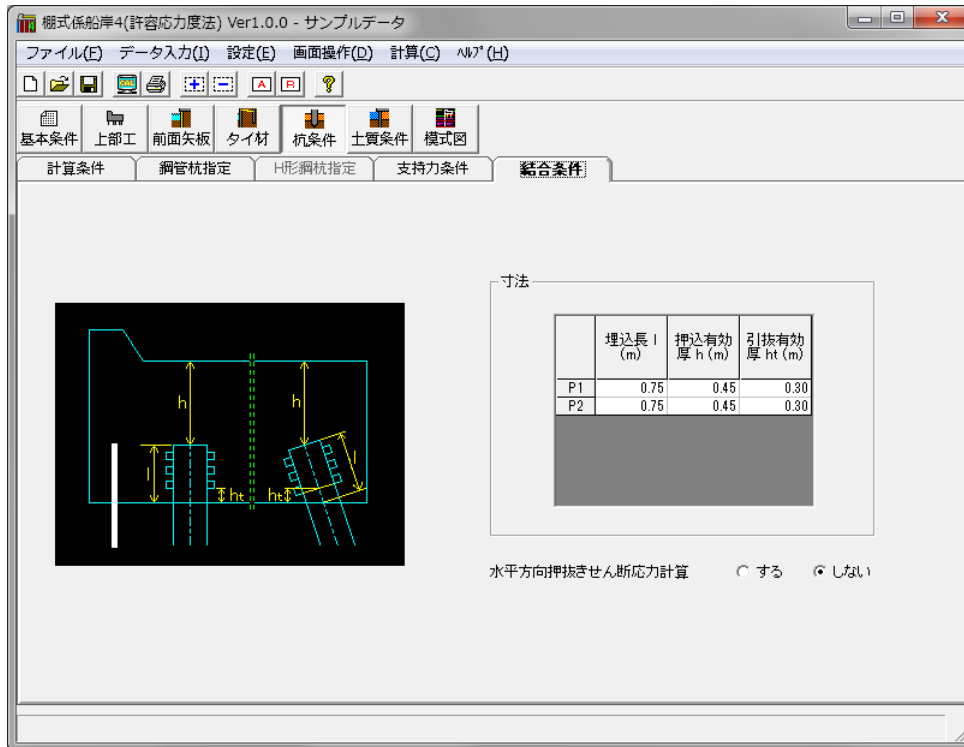 棚式係船岸4(許容応力度法) Ver1.0.0 - サンプルデータ
ファイル(F) データ入力(I) 設定(E) 画面操作(D) 計算(C) ﾍﾙﾌﾟ(H)
CAL A R ?
基本条件 上部工 前面矢板 タイ材 杭条件 土質条件 模式図
計算条件 鋼管杭指定 H形鋼杭指定 支持力条件 結合条件
寸法
埋込長 l (m) 押込有効厚 h (m) 引抜有効厚 ht (m)
P1 0.75 0.45 0.30
P2 0.75 0.45 0.30
h h
l ht ht l
水平方向押抜きせん断応力計算 する しない